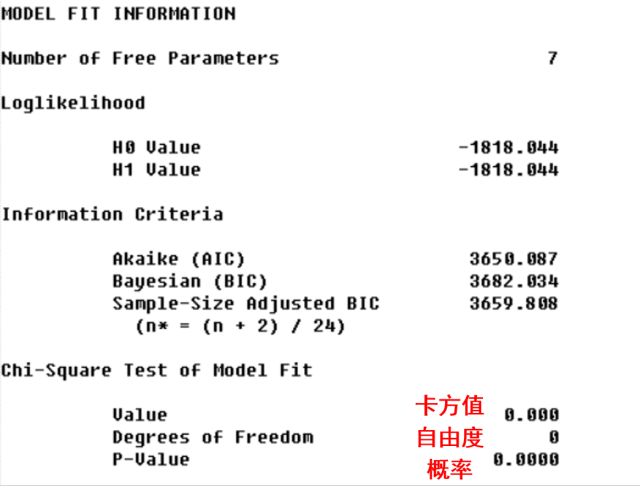 MODEL FIT INFORMATION
Number of Free Parameters 7
Loglikelihood
H0 Value -1818.044
H1 Value -1818.044
Information Criteria
Akaike (AIC) 3650.087
Bayesian (BIC) 3682.034
Sample-Size Adjusted BIC 3659.808
(n* = (n + 2) / 24)
Chi-Square Test of Model Fit
Value 卡方值 0.000
Degrees of Freedom 自由度 0
P-Value 概率 0.0000